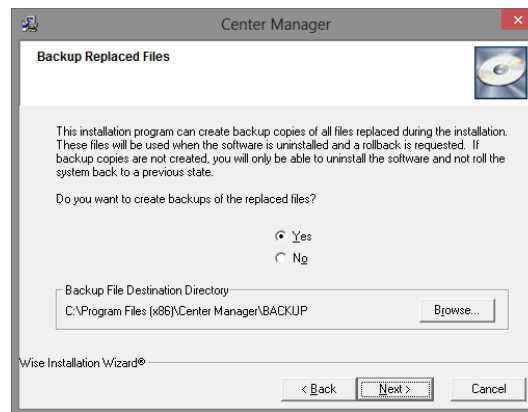 Center Manager
Backup Replaced Files
This installation program can create backup copies of all files replaced during the installation.
These files will be used when the software is uninstalled and a rollback is requested. If
backup copies are not created, you will only be able to uninstall the software and not roll the
system back to a previous state.
Do you want to create backups of the replaced files?
Yes
No
Backup File Destination Directory
C:\Program Files (x86)\Center Manager\BACKUP
Browse...
Wise Installation Wizard®
< Back
Next >
Cancel